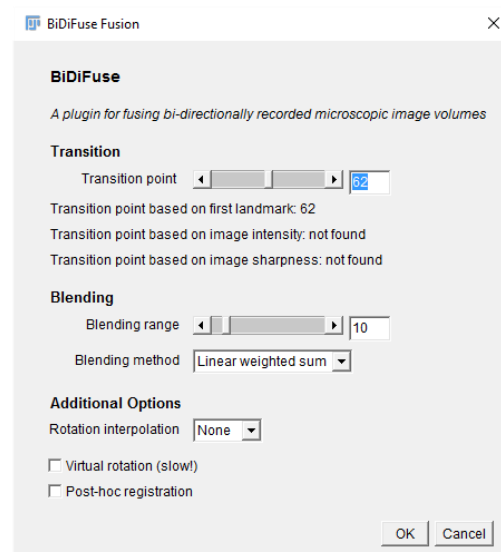 BiDiFuse Fusion
BiDiFuse
A plugin for fusing bi-directionally recorded microscopic image volumes
Transition
Transition point 62
Transition point based on first landmark: 62
Transition point based on image intensity: not found
Transition point based on image sharpness: not found
Blending
Blending range 10
Blending method Linear weighted sum
Additional Options
Rotation interpolation None
Virtual rotation (slow!)
Post-hoc registration
OK Cancel